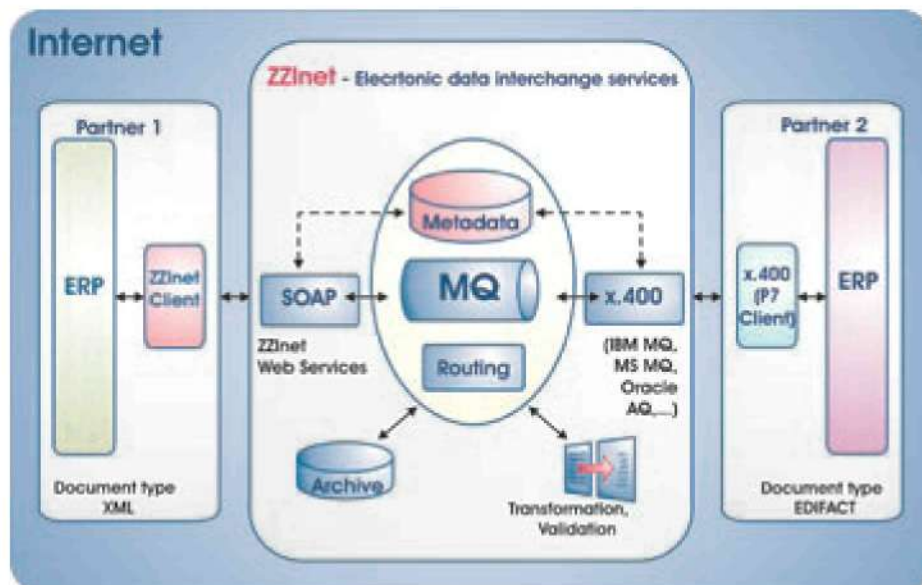 Internet
ZZInet - Elecrtonic data interchange services
Partner 1
ERP
ZZInet
Client
Document type
XML
SOAP
ZZInet
Web Services
Metadada
MQ
Routing
Archive
x.400
(IBM MQ,
MS MQ,
Oracle
AQ,...)
Transformation,
Validation
Partner 2
x.400
(P7
Client)
ERP
Document type
EDIFACT